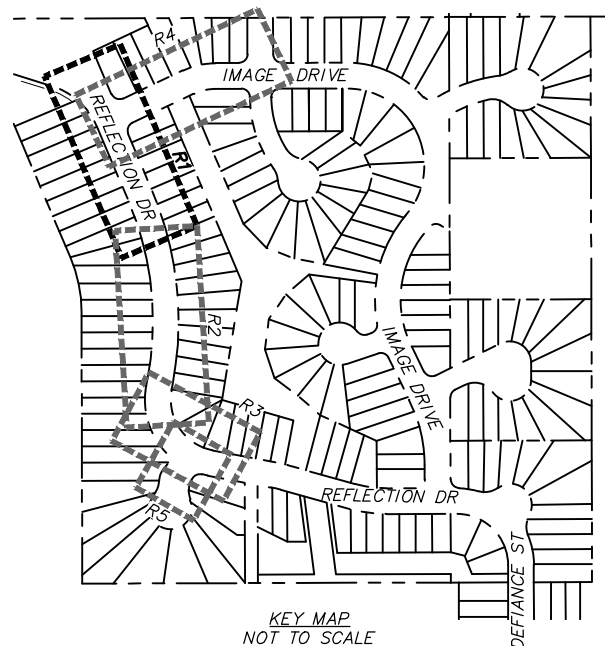 R4
IMAGE DRIVE
REFLECTION DR
R1
R2
IMAGE DRIVE
R3
REFLECTION DR
R5
DEFIANCE ST
KEY MAP
NOT TO SCALE